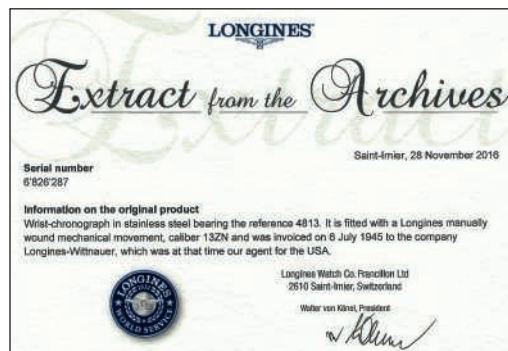 LONGINES
Extract from the Archives
Saint-Imier, 28 November 2016
Serial number
6'826'287
Information on the original product
Wrist-chronograph in stainless steel bearing the reference 4813. It is fitted with a Longines manually
wound mechanical movement, caliber 13ZN and was invoiced on 6 July 1945 to the company
Longines-Wittnauer, which was at that time our agent for the USA.
Longines Watch Co. Francillon Ltd
2610 Saint-Imier, Switzerland
Walter von Känel, President
LONGINES
WORLD SERVICE